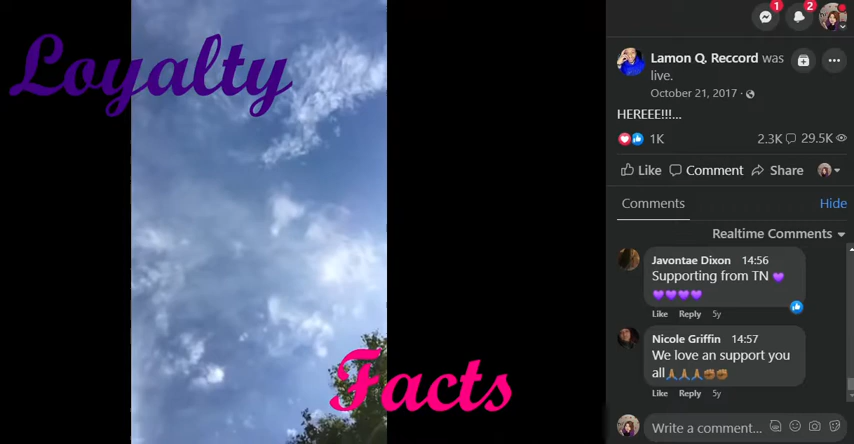 Loyalty
Facts
1
2
Lamon Q. Reccord was
live.
October 21, 2017 ·
HEREEE!!!...
1K
2.3K
29.5K
Like
Comment
Share
Comments
Hide
Realtime Comments
Javontae Dixon 14:56
Supporting from TN 💜
💜💜💜💜
Like Reply 5y
Nicole Griffin 14:57
We love an support you
all🙏🏾🙏🏾🙏🏾✊🏾✊🏾
Like Reply 5y
Write a comment...